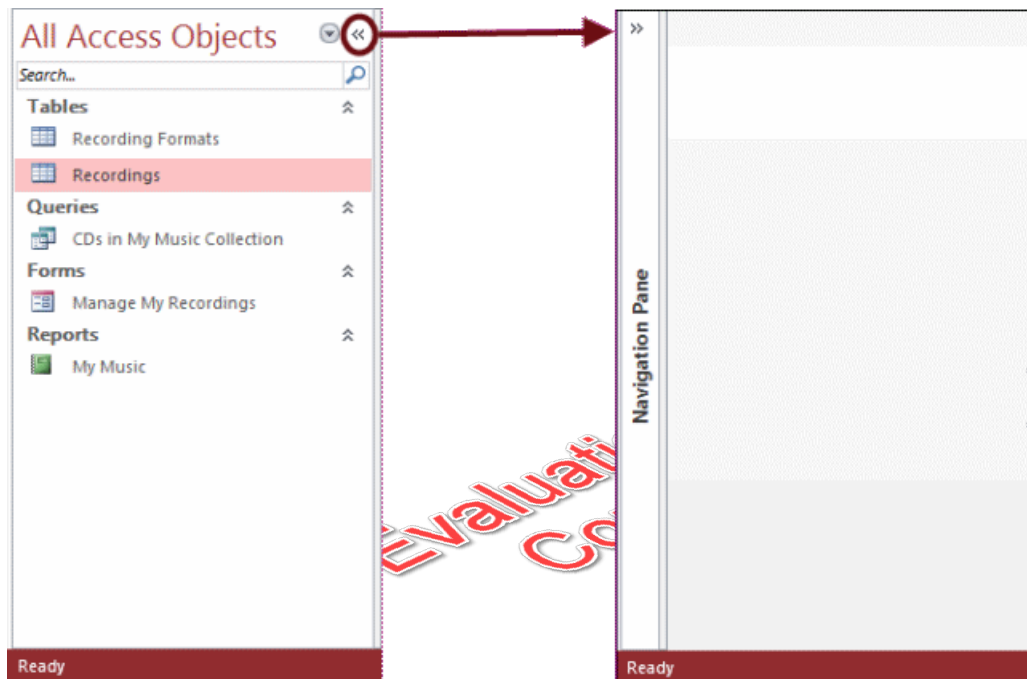 All Access Objects
Search...
Tables
Recording Formats
Recordings
Queries
CDs in My Music Collection
Forms
Manage My Recordings
Reports
My Music
Ready
Navigation Pane
Ready